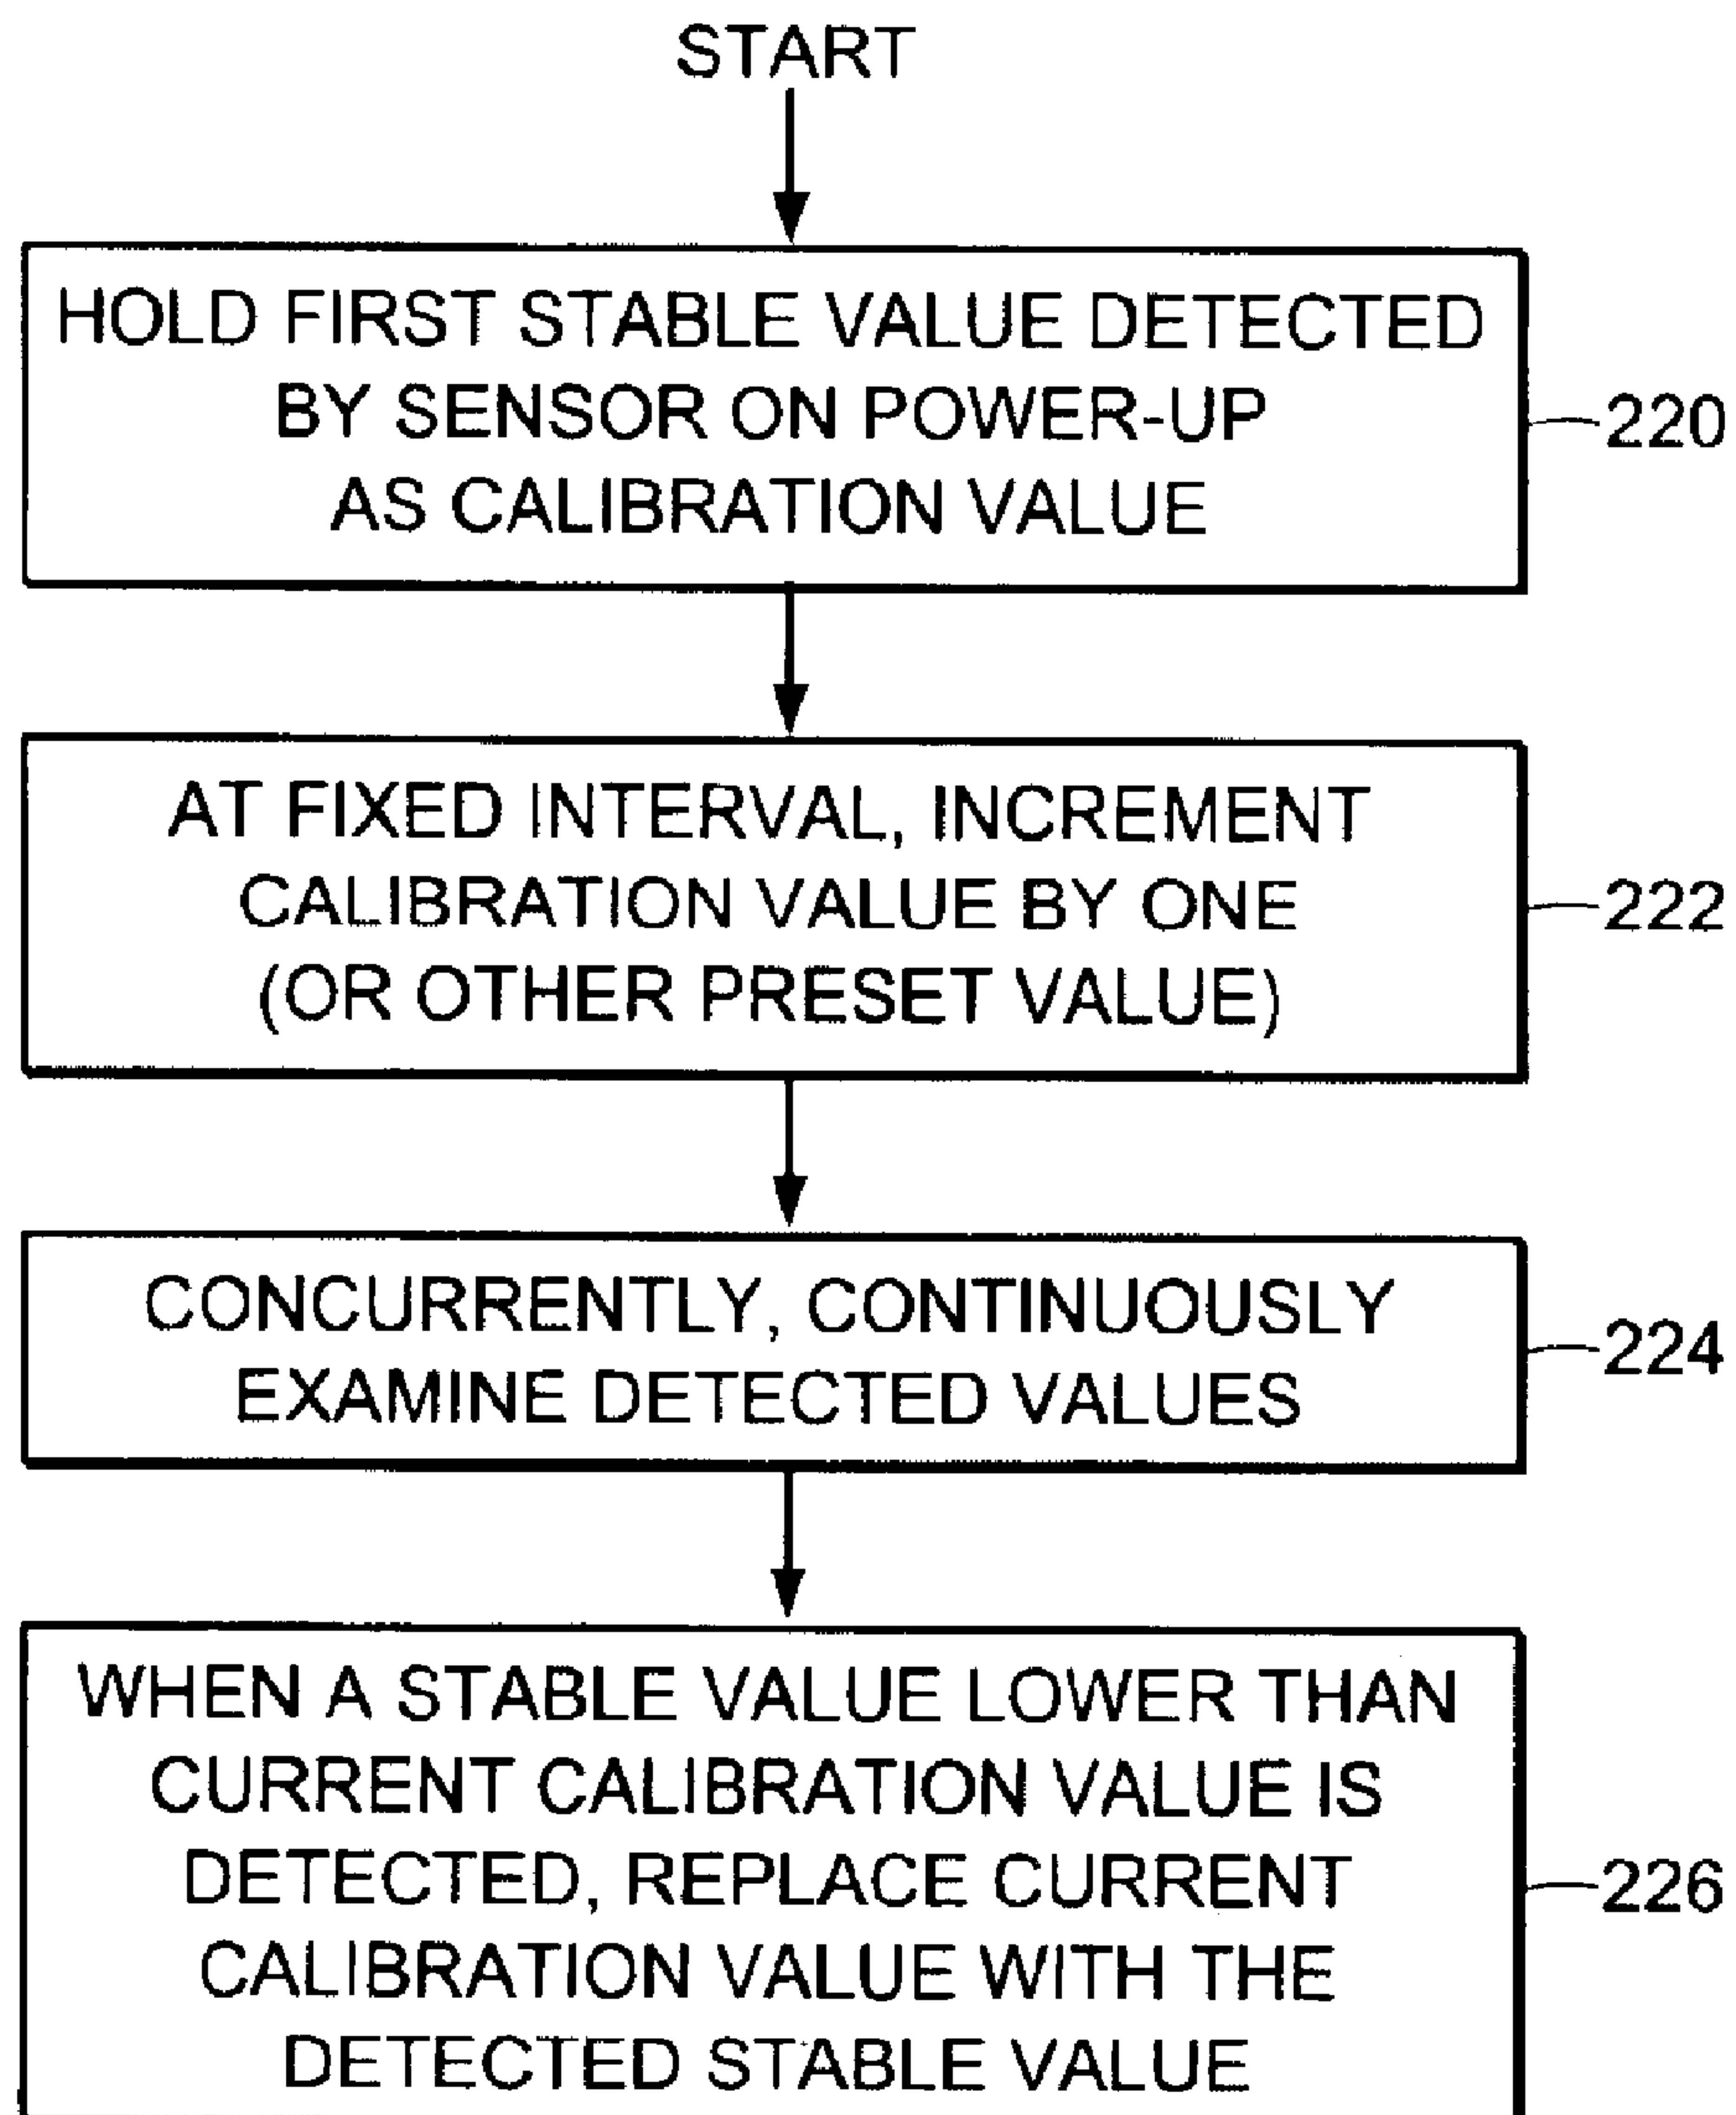 START
HOLD FIRST STABLE VALUE DETECTED
BY SENSOR ON POWER-UP
AS CALIBRATION VALUE
220
AT FIXED INTERVAL, INCREMENT
CALIBRATION VALUE BY ONE
(OR OTHER PRESET VALUE)
222
CONCURRENTLY, CONTINUOUSLY
EXAMINE DETECTED VALUES
224
WHEN A STABLE VALUE LOWER THAN
CURRENT CALIBRATION VALUE IS
DETECTED, REPLACE CURRENT
CALIBRATION VALUE WITH THE
DETECTED STABLE VALUE
226